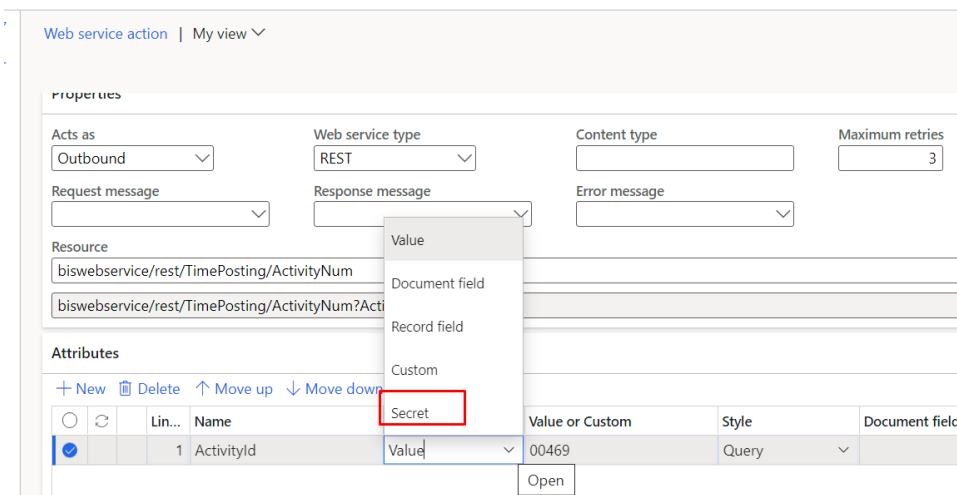 Web service action | My view
Properties
Acts as Web service type Content type Maximum retries
Outbound REST 3
Request message Response message Error message
Value
Resource
biswebservice/rest/TimePosting/ActivityNum
Document field
biswebservice/rest/TimePosting/ActivityNum?Acti
Record field
Attributes
Custom
New Delete Move up Move down
Secret
Lin... Name Value or Custom Style Document field
1 ActivityId Value 00469 Query
Open